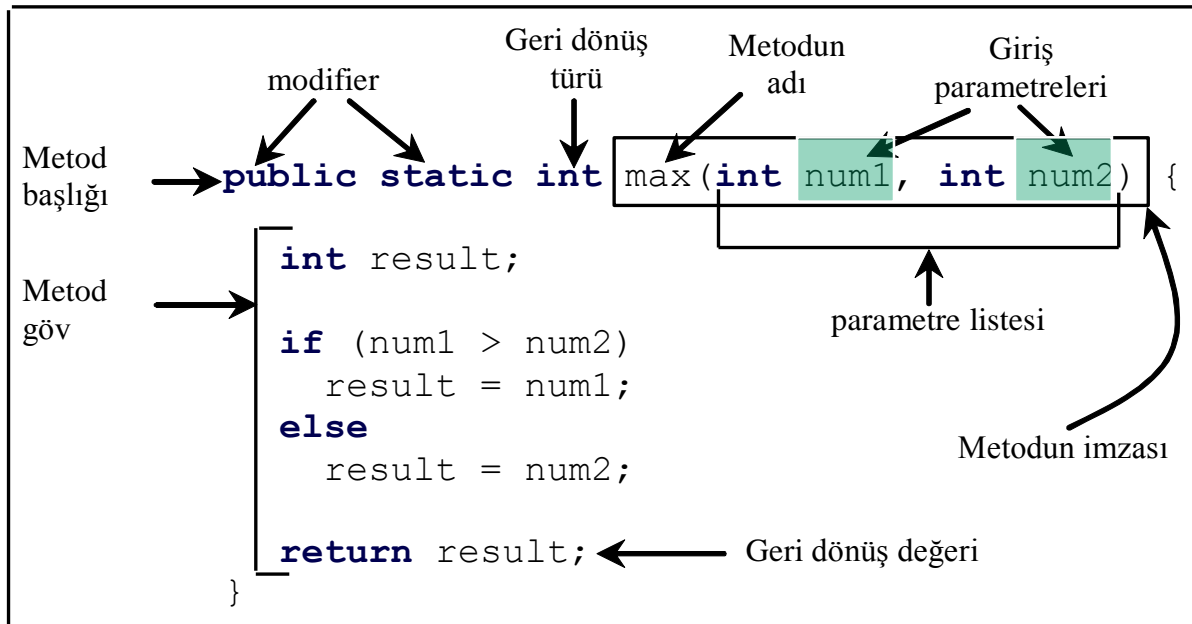 Geri dönüş
türü
Metodun
adı
Giriş
parametreleri
modifier
Metod
başlığı
public static int max(int num1, int num2) {
Metod
göv
int result;
if (num1 > num2)
result = num1;
else
result = num2;
return result;
}
parametre listesi
Metodun imzası
Geri dönüş değeri